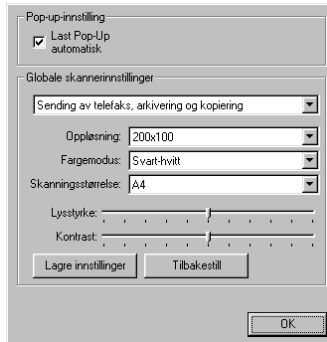 Pop-up-innstilling
Last Pop-Up
automatisk
Globale skannerinnstillinger
Sending av telefaks, arkivering og kopiering
Oppløsning: 200x100
Fargemodus: Svart-hvitt
Skanningsstørrelse: A4
Lysstyrke:
Kontrast:
Lagre innstillinger Tilbakestill
OK